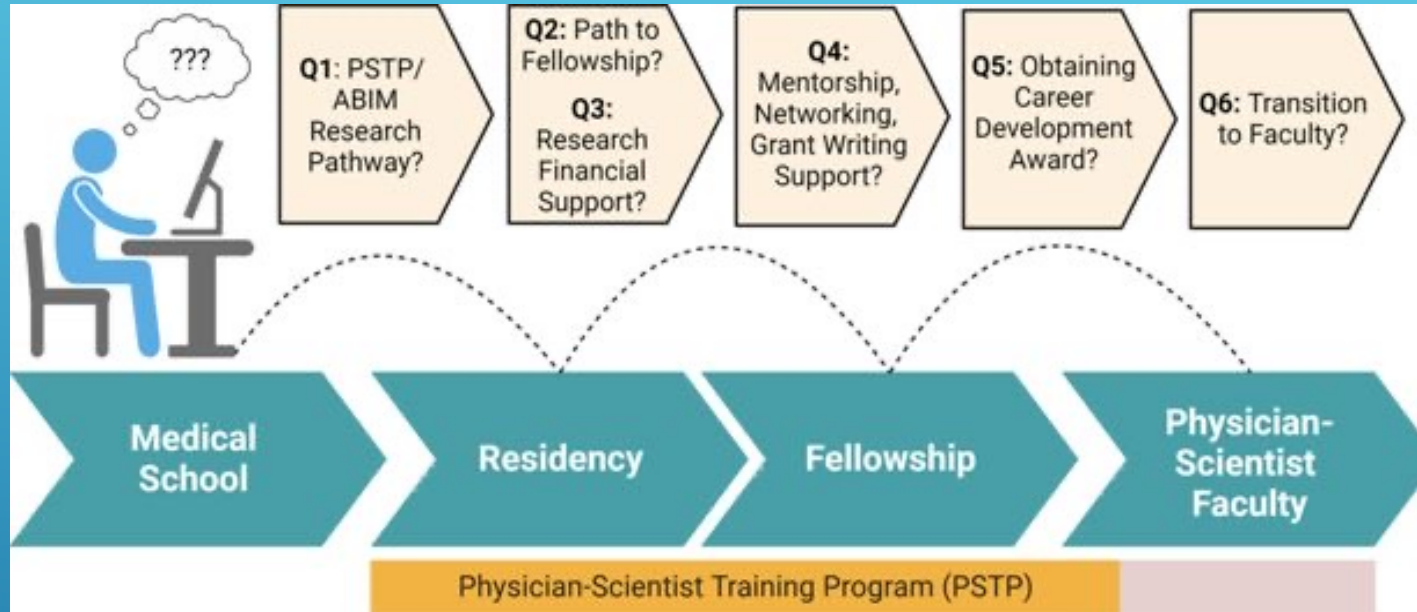 ???
Q1: PSTP/
ABIM
Research
Pathway?
Q2: Path to
Fellowship?
Q3:
Research
Financial
Support?
Q4:
Mentorship,
Networking,
Grant Writing
Support?
Q5: Obtaining
Career
Development
Award?
Q6: Transition
to Faculty?
Medical
School
Residency
Fellowship
Physician-
Scientist
Faculty
Physician-Scientist Training Program (PSTP)